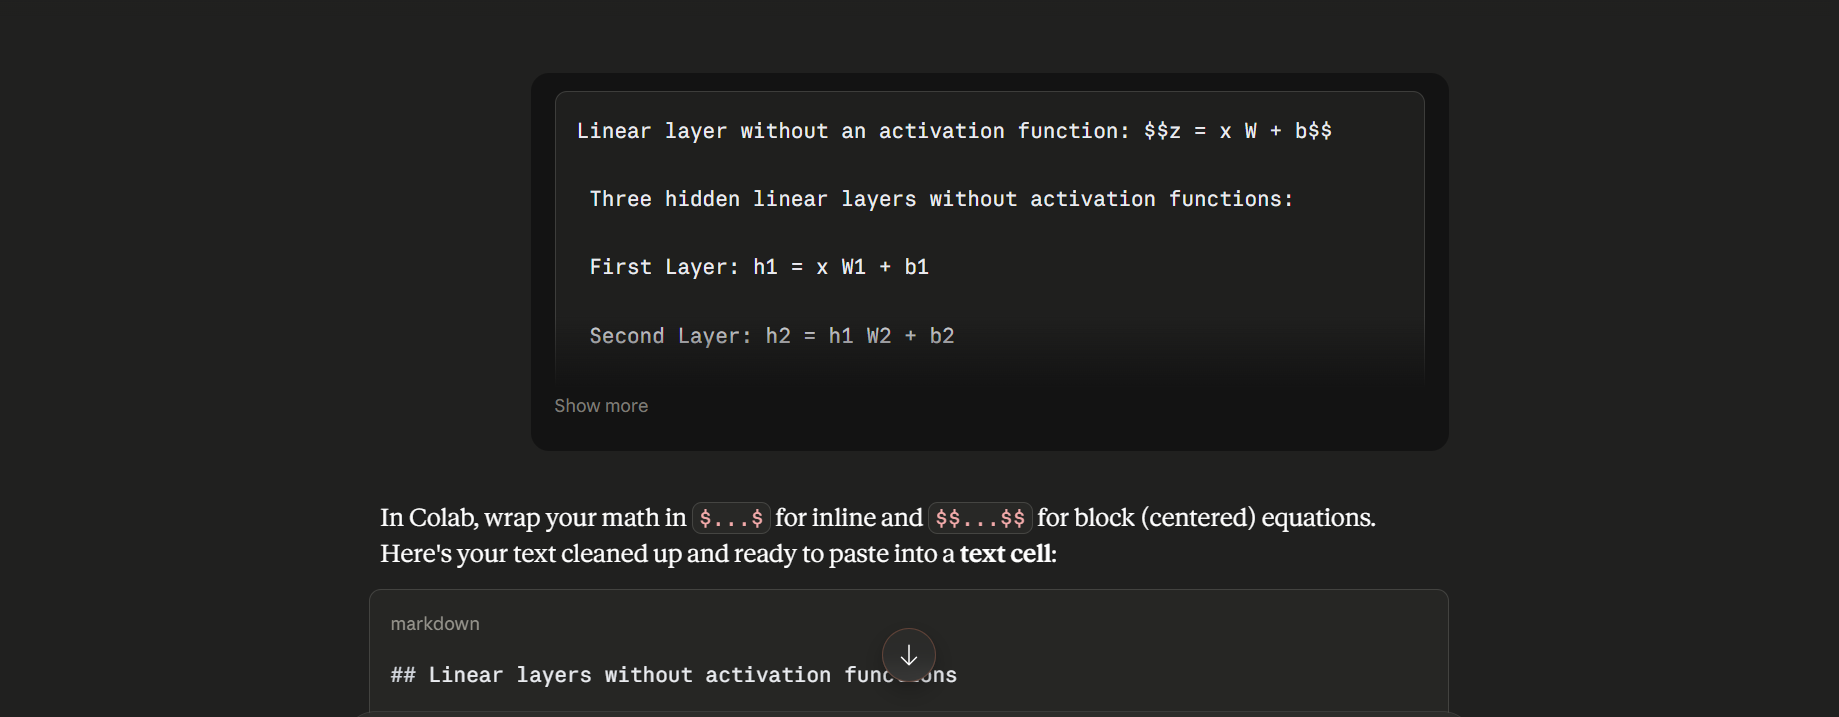 Linear layer without an activation function: $$z = x W + b$$
Three hidden linear layers without activation functions:
First Layer: h1 = x W1 + b1
Second Layer: h2 = h1 W2 + b2
Show more
In Colab, wrap your math in $...$ for inline and $$...$$ for block (centered) equations.
Here's your text cleaned up and ready to paste into a text cell:
markdown
## Linear layers without activation functions